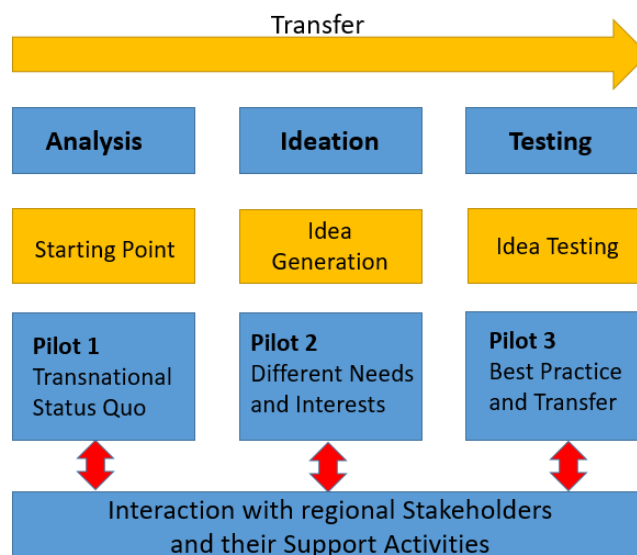 Transfer
Analysis
Ideation
Testing
Starting Point
Idea
Generation
Idea Testing
Pilot 1
Transnational
Status Quo
Pilot 2
Different Needs
and Interests
Pilot 3
Best Practice
and Transfer
Interaction with regional Stakeholders
and their Support Activities